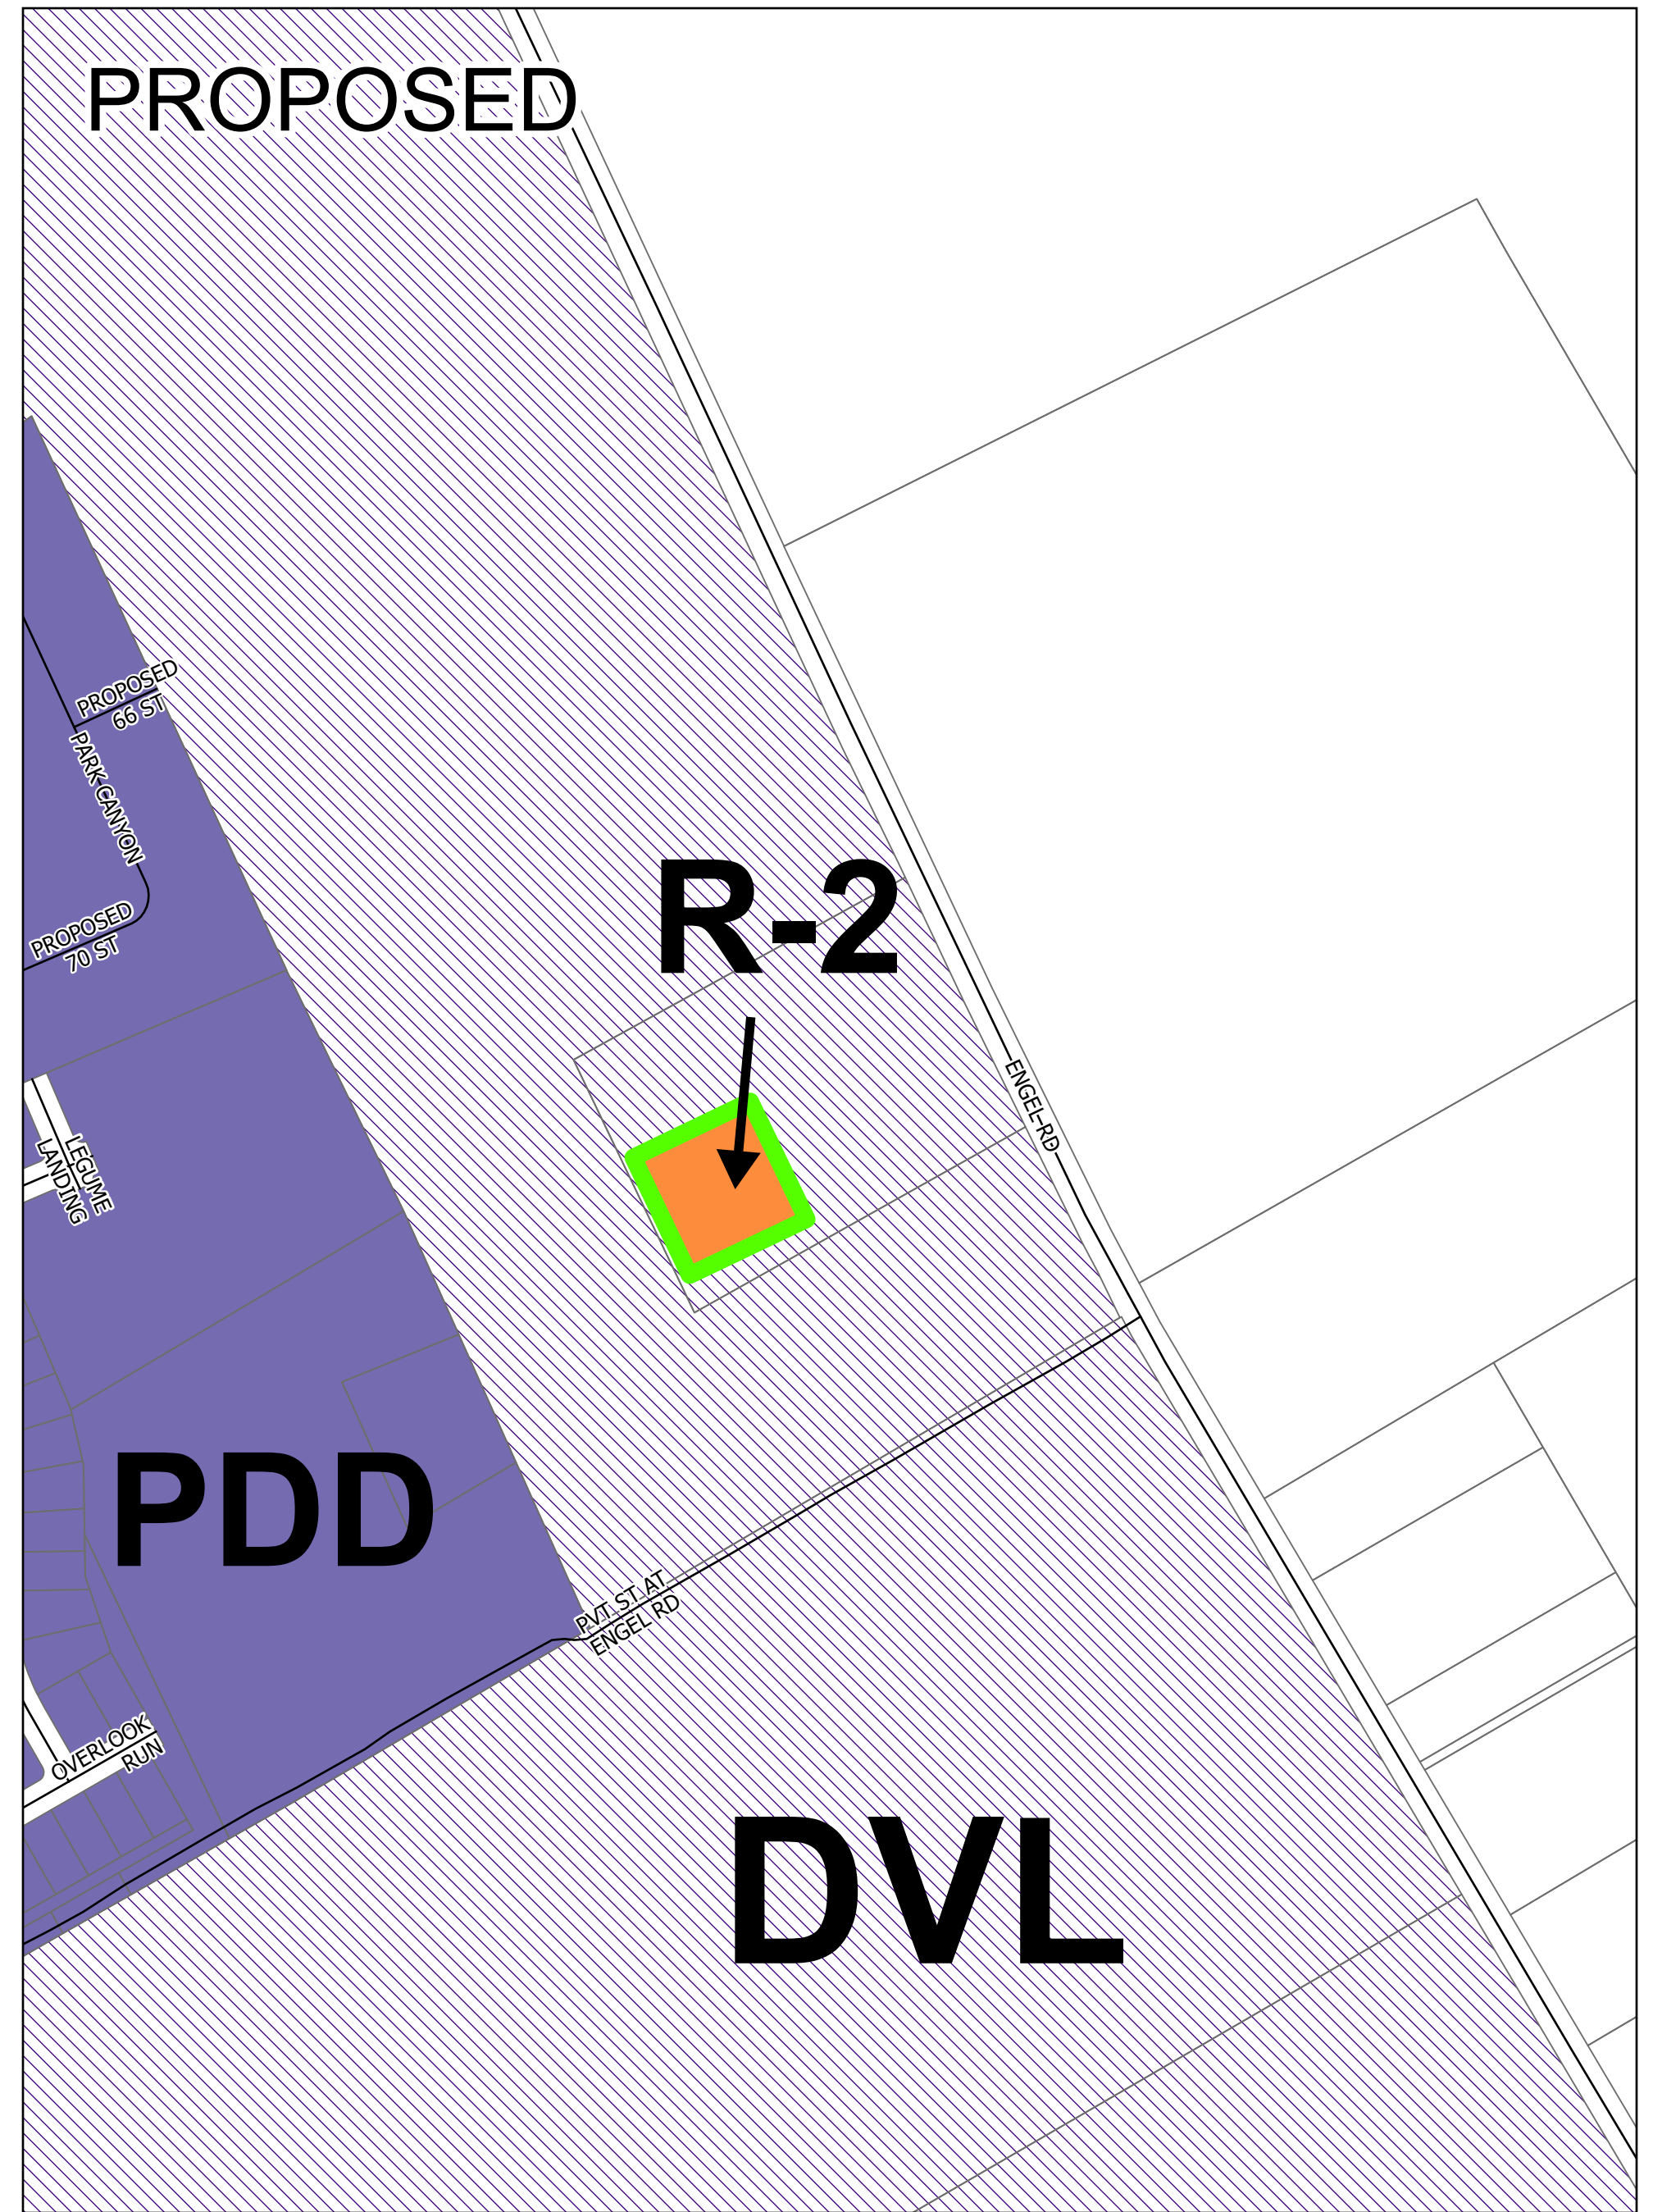 PROPOSED
PROPOSED
66 ST
PARK CANYON
R-2
PROPOSED
70 ST
ENGEL RD
LEGUME
LANDING
PDD
PVT ST AT
ENGEL RD
OVERLOOK
RUN
DVL